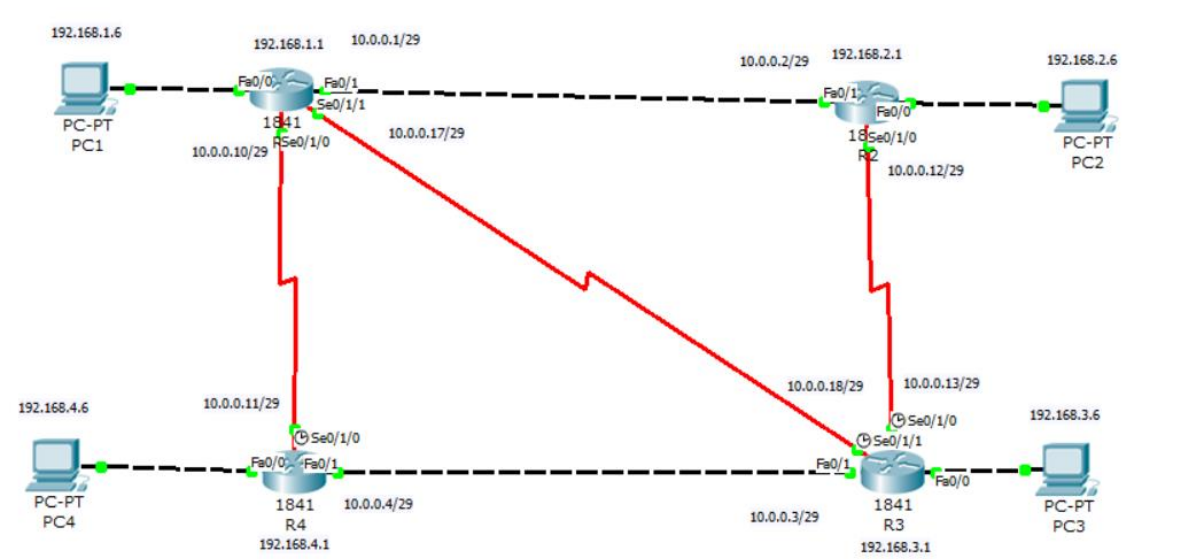 192.168.1.6
PC-PT
PC1
192.168.1.1
10.0.0.1/29
Fa0/0
Fa0/1
Se0/1/1
1841
Se0/1/0
10.0.0.10/29
10.0.0.17/29
10.0.0.2/29
192.168.2.1
Fa0/1
Fa0/0
Se0/1/0
R2
10.0.0.12/29
192.168.2.6
PC-PT
PC2
192.168.4.6
PC-PT
PC4
10.0.0.11/29
Se0/1/0
Fa0/0
Fa0/1
1841
R4
192.168.4.1
10.0.0.4/29
10.0.0.18/29
10.0.0.13/29
Se0/1/0
Se0/1/1
Fa0/1
Fa0/0
1841
R3
192.168.3.1
10.0.0.3/29
192.168.3.6
PC-PT
PC3